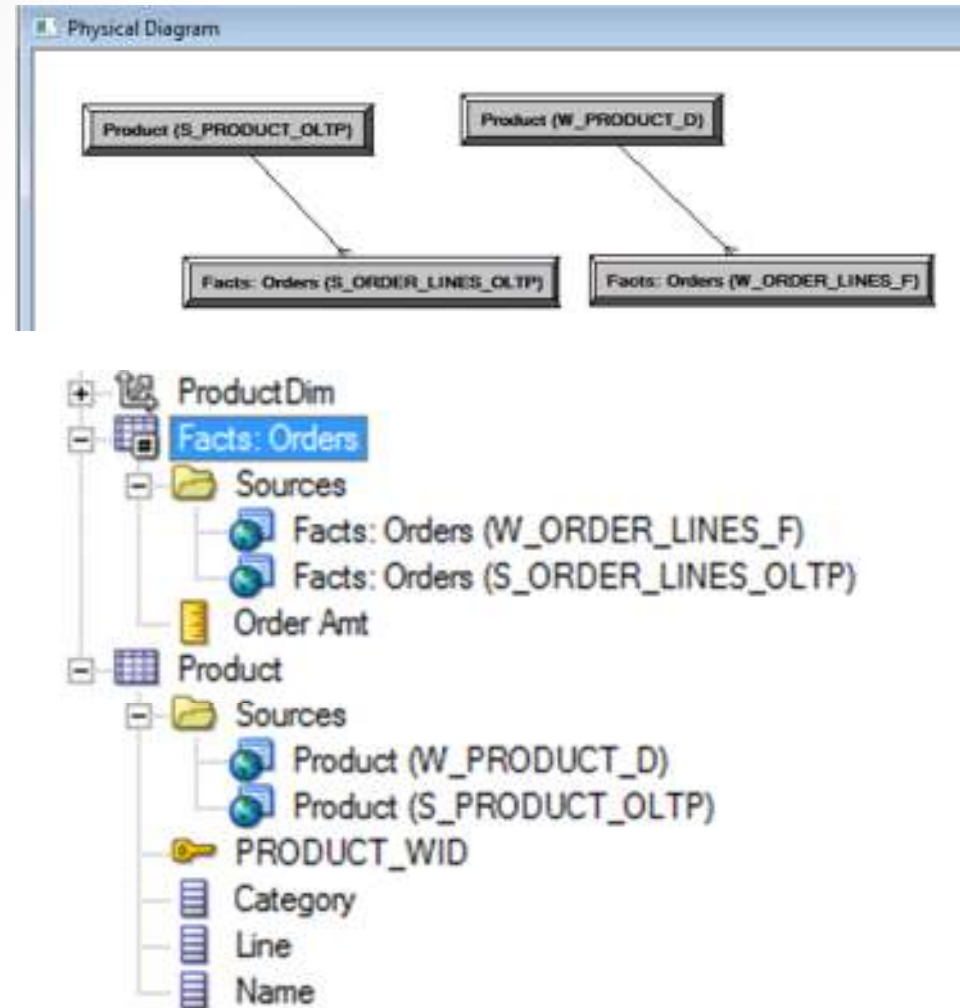 Physical Diagram
Product (S_PRODUCT_OLTP)
Product (W_PRODUCT_D)
Facts: Orders (S_ORDER_LINES_OLTP)
Facts: Orders (W_ORDER_LINES_F)
ProductDim
Facts: Orders
Sources
Facts: Orders (W_ORDER_LINES_F)
Facts: Orders (S_ORDER_LINES_OLTP)
Order Amt
Product
Sources
Product (W_PRODUCT_D)
Product (S_PRODUCT_OLTP)
PRODUCT_WID
Category
Line
Name